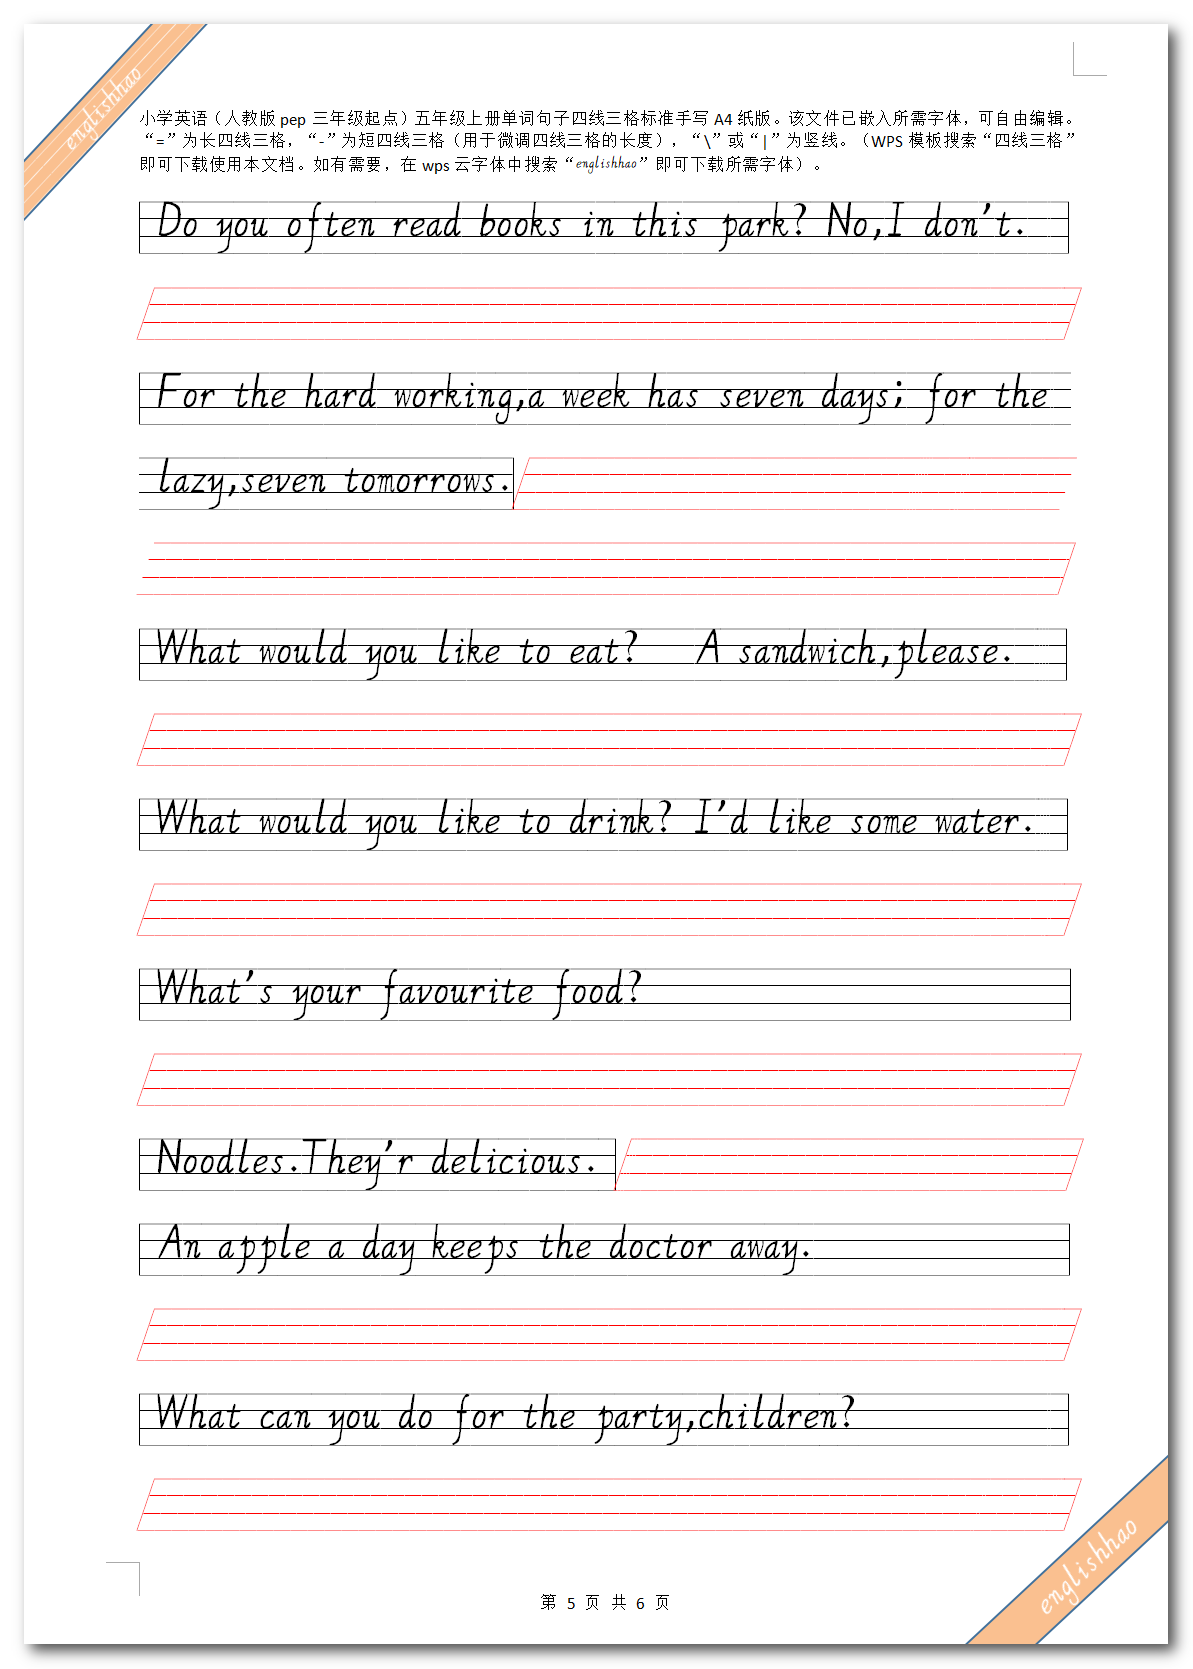 englishhao
小学英语（人教版 pep 三年级起点）五年级上册单词句子四线三格标准手写 A4 纸版。该文件已嵌入所需字体，可自由编辑。
“=”为长四线三格，“-”为短四线三格（用于微调四线三格的长度），“\”或“|”为竖线。（WPS 模板搜索“四线三格”
即可下载使用本文档。如有需要，在 wps 云字体中搜索“englishhao”即可下载所需字体）。
Do you often read books in this park? No,I don't.
For the hard working,a week has seven days; for the
lazy,seven tomorrows.
What would you like to eat? A sandwich,please.
What would you like to drink? I'd like some water.
What's your favourite food?
Noodles.They'r delicious.
An apple a day keeps the doctor away.
What can you do for the party,children?
englishhao
第 5 页 共 6 页